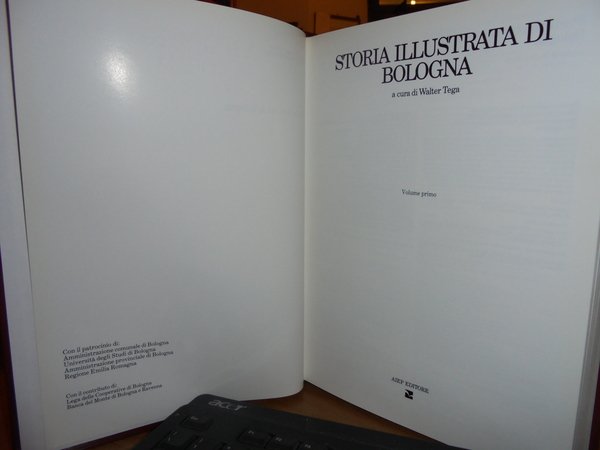 Con il patrocinio di:
Amministrazione comunale di Bologna
Università degli Studi di Bologna
Amministrazione provinciale di Bologna
Regione Emilia Romagna
Con il contributo di:
Lega delle Cooperative di Bologna
Banca del Monte di Bologna e Ravenna
STORIA ILLUSTRATA DI
BOLOGNA
a cura di Walter Tega
Volume primo
AIEP EDITORE
acer